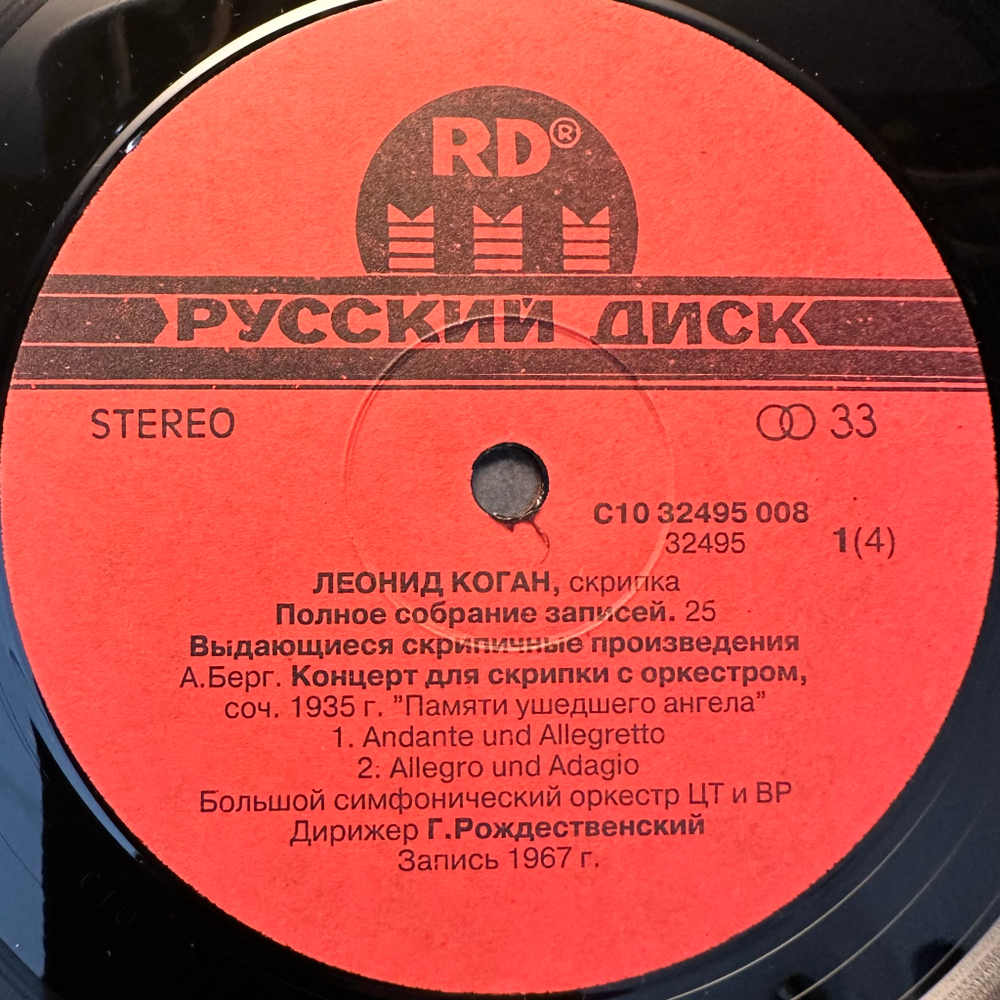 RD®
РУССКИЙ ДИСК
STEREO
33
С10 32495 008
32495
1(4)
ЛЕОНИД КОГАН, скрипка
Полное собрание записей. 25
Выдающиеся скрипичные произведения
А.Берг. Концерт для скрипки с оркестром,
соч. 1935 г. "Памяти ушедшего ангела"
1. Andante und Allegretto
2: Allegro und Adagio
Большой симфонический оркестр ЦТ и ВР
Дирижер Г.Рождественский
Запись 1967 г.